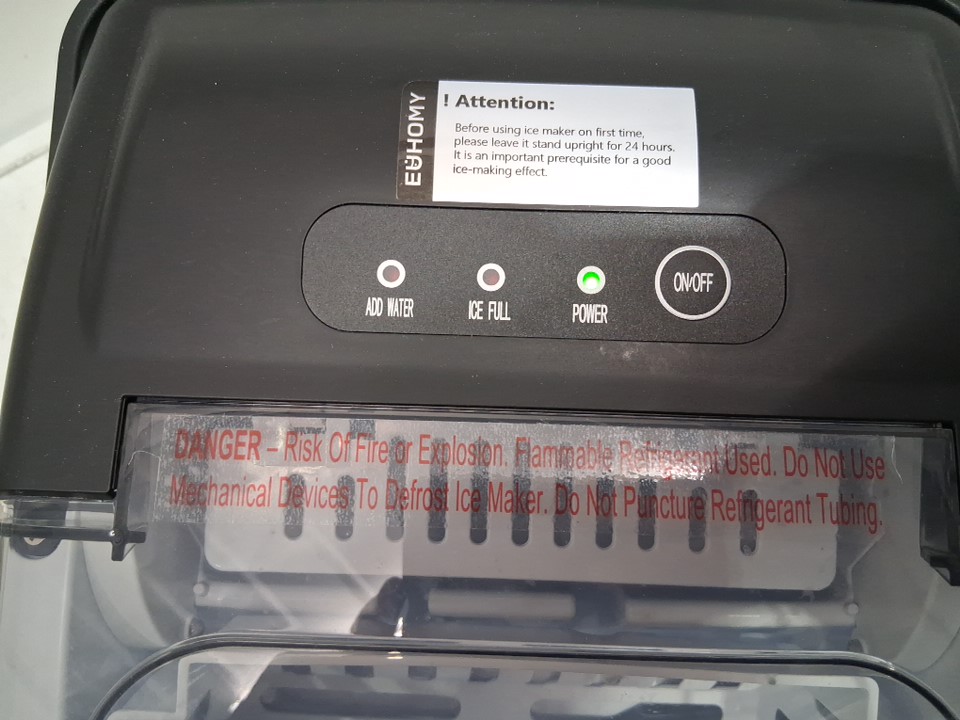 EUHOMY
! Attention:
Before using ice maker on first time,
please leave it stand upright for 24 hours.
It is an important prerequisite for a good
ice-making effect.
ADD WATER
ICE FULL
POWER
ON/OFF
DANGER – Risk Of Fire or Explosion. Flammable Refrigerant Used. Do Not Use
Mechanical Devices To Defrost Ice Maker. Do Not Puncture Refrigerant Tubing.